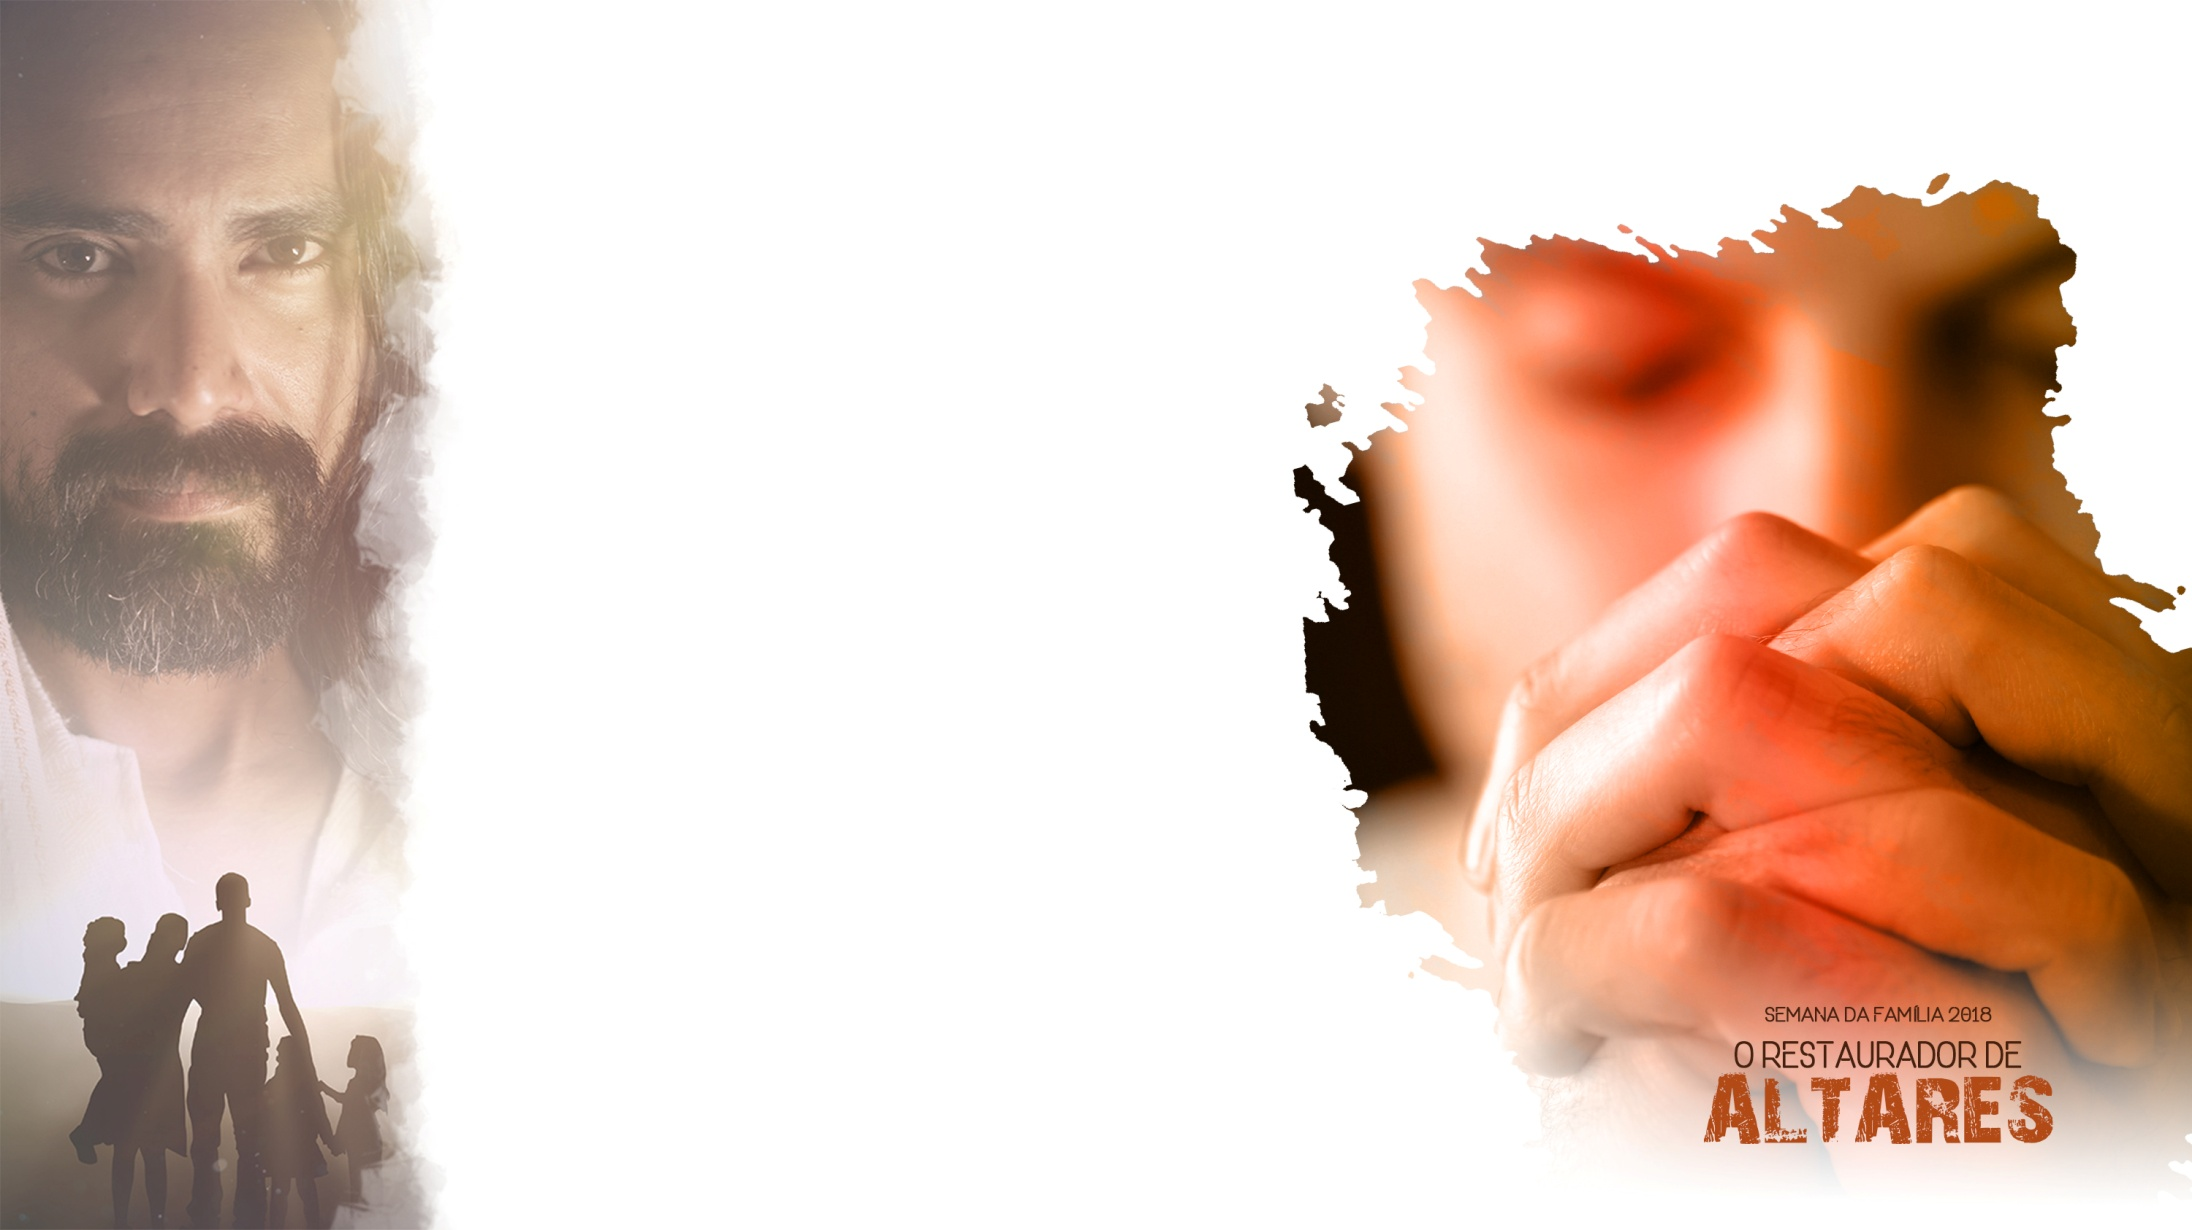 SEMANA DA FAMÍLIA 2018
O RESTAURADOR DE
ALTARES